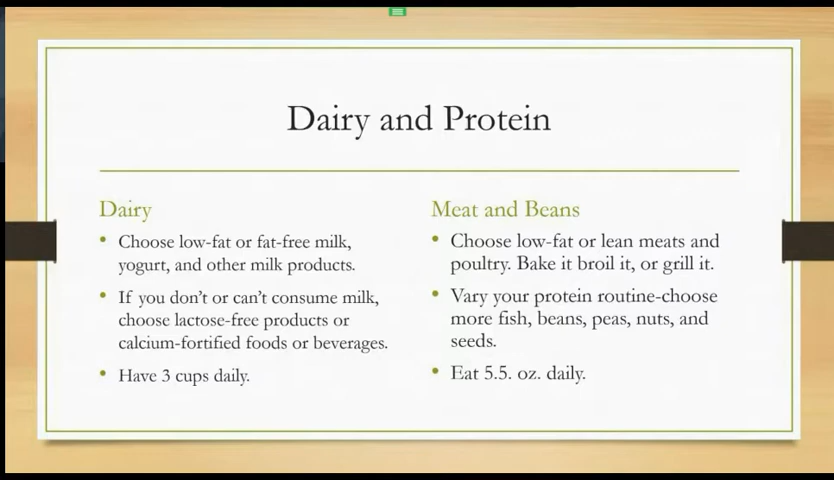 Dairy and Protein
Dairy
• Choose low-fat or fat-free milk,
yogurt, and other milk products.
• If you don't or can't consume milk,
choose lactose-free products or
calcium-fortified foods or beverages.
• Have 3 cups daily.
Meat and Beans
• Choose low-fat or lean meats and
poultry. Bake it broil it, or grill it.
• Vary your protein routine-choose
more fish, beans, peas, nuts, and
seeds.
• Eat 5.5. oz. daily.